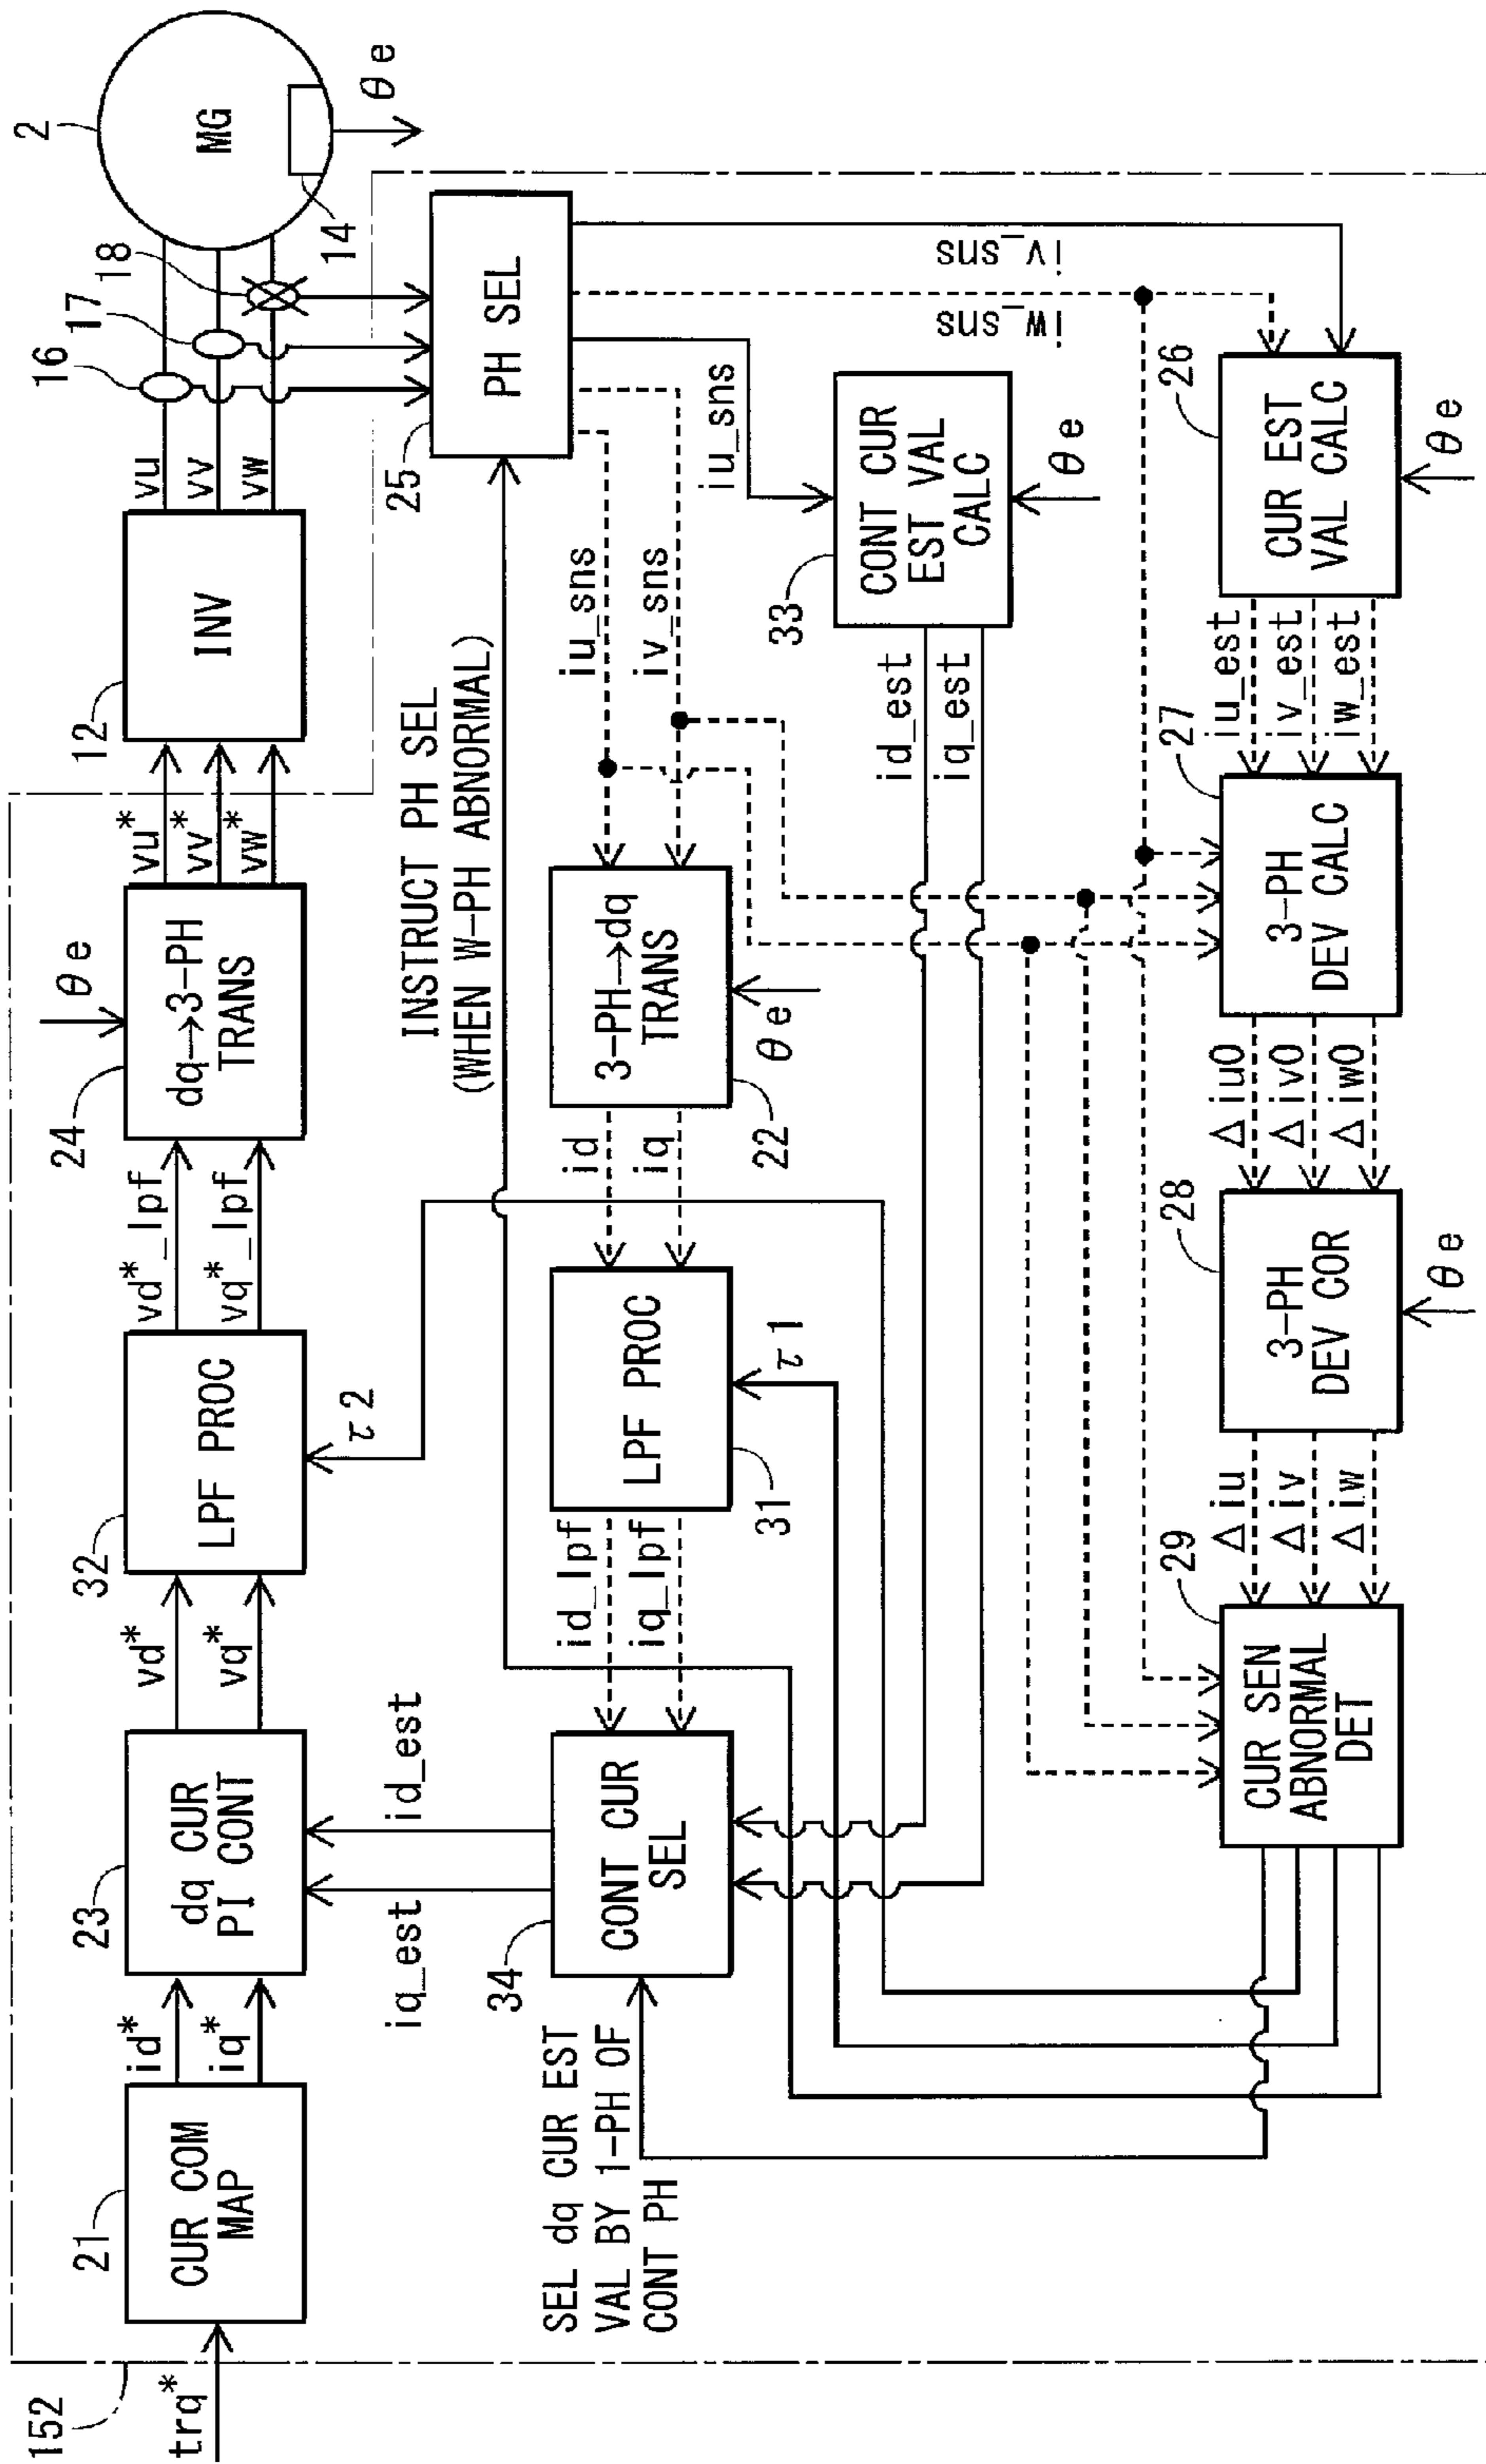 152
trq*
21
CUR COM
MAP
id*
iq*
23
dq CUR
PI CONT
vd*
vq*
32
LPF PROC
τ2
vd*_lpf
vq*_lpf
24
θe
dq→3-PH
TRANS
vu*
vv*
vw*
12
INV
vu
vv
vw
16
17
18
2
MG
14
θe
iq_est
id_est
SEL dq CUR EST
VAL BY 1-PH OF
CONT PH
34
CONT CUR
SEL
id_lpf
iq_lpf
31
LPF PROC
τ1
id
iq
22
3-PH→dq
TRANS
θe
INSTRUCT PH SEL
(WHEN W-PH ABNORMAL)
iu_sns
iv_sns
25
PH SEL
iu_sns
iw_sns
iv_sns
id_est
iq_est
33
CONT CUR
EST VAL
CALC
θe
29
CUR SEN
ABNORMAL
DET
Δiu
Δiv
Δiw
28
3-PH
DEV COR
θe
Δiu0
Δiv0
Δiw0
27
3-PH
DEV CALC
iu_est
iv_est
iw_est
26
CUR EST
VAL CALC
θe